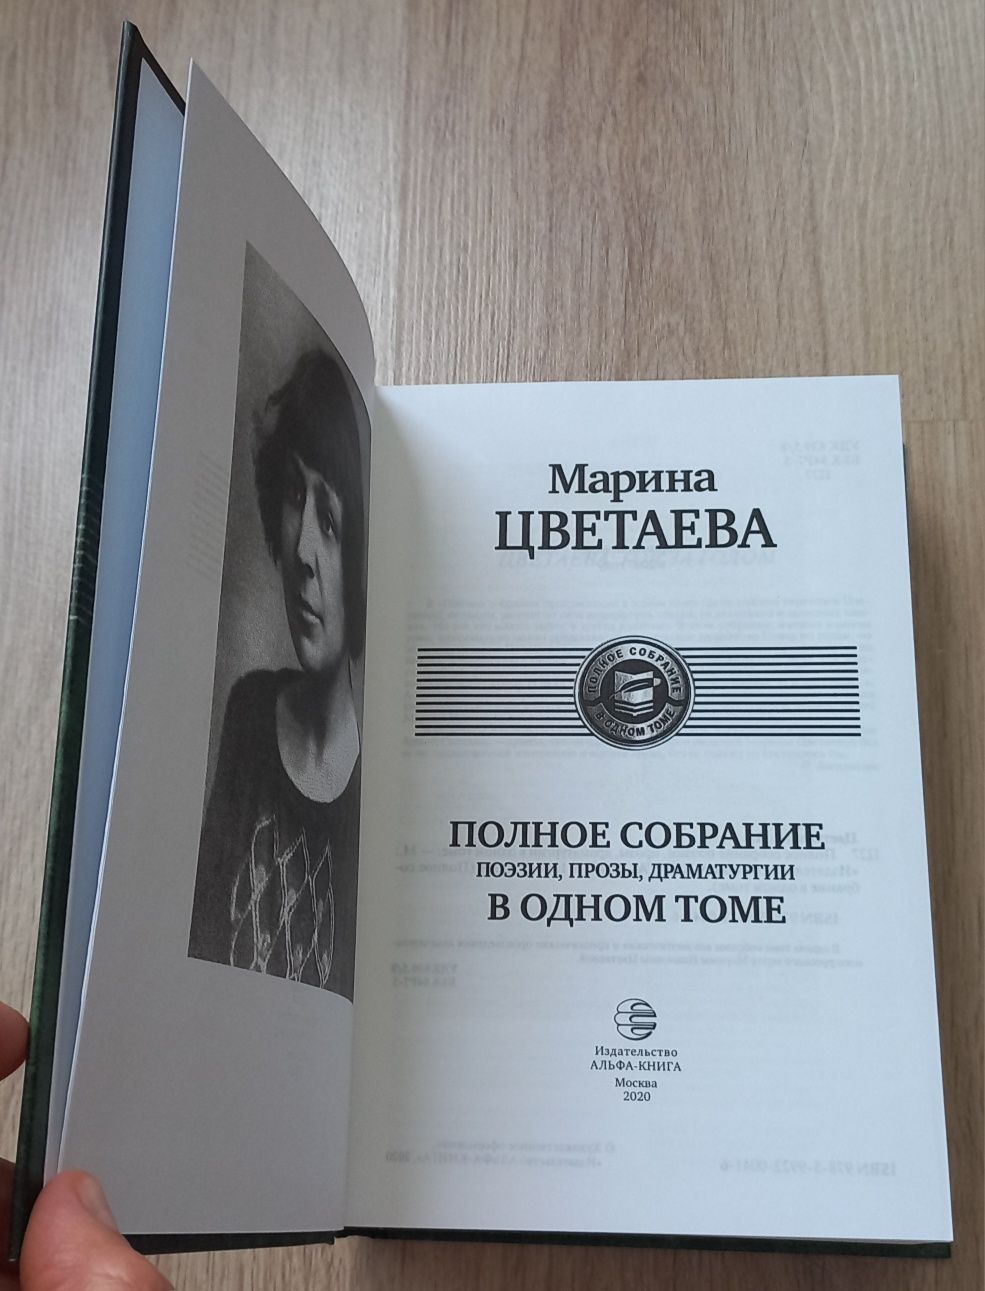 Марина
ЦВЕТАЕВА
ПОЛНОЕ СОБРАНИЕ
В ОДНОМ ТОМЕ
ПОЛНОЕ СОБРАНИЕ
ПОЭЗИИ, ПРОЗЫ, ДРАМАТУРГИИ
В ОДНОМ ТОМЕ
Издательство
АЛЬФА-КНИГА
Москва
2020